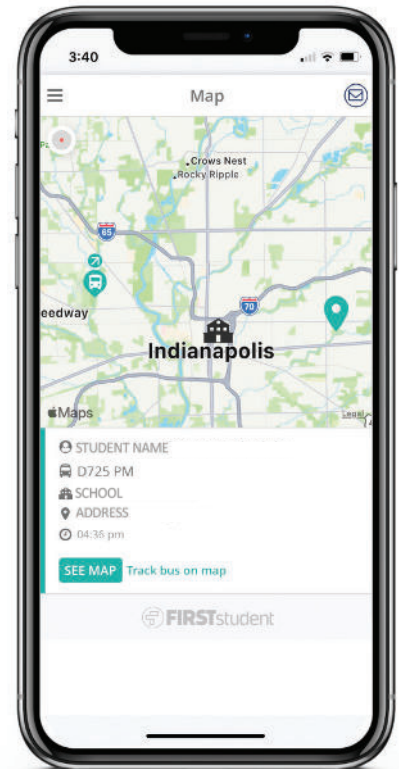 3:40
Map
Crows Nest
Rocky Ripple
65
eedway
70
Indianapolis
Maps
Legal
STUDENT NAME
D725 PM
SCHOOL
ADDRESS
04:36 pm
SEE MAP Track bus on map
FIRSTstudent